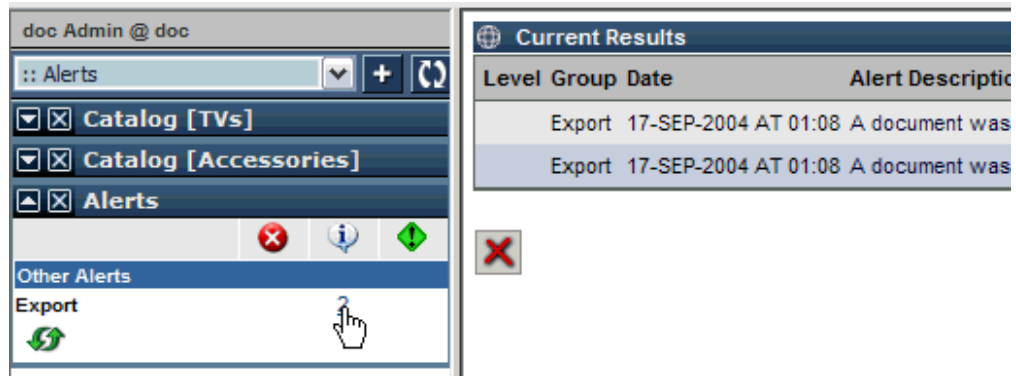 doc Admin @ doc
:: Alerts
Catalog [TVs]
Catalog [Accessories]
Alerts
Other Alerts
Export 2
Current Results
Level Group Date Alert Descriptio
Export 17-SEP-2004 AT 01:08 A document was
Export 17-SEP-2004 AT 01:08 A document was